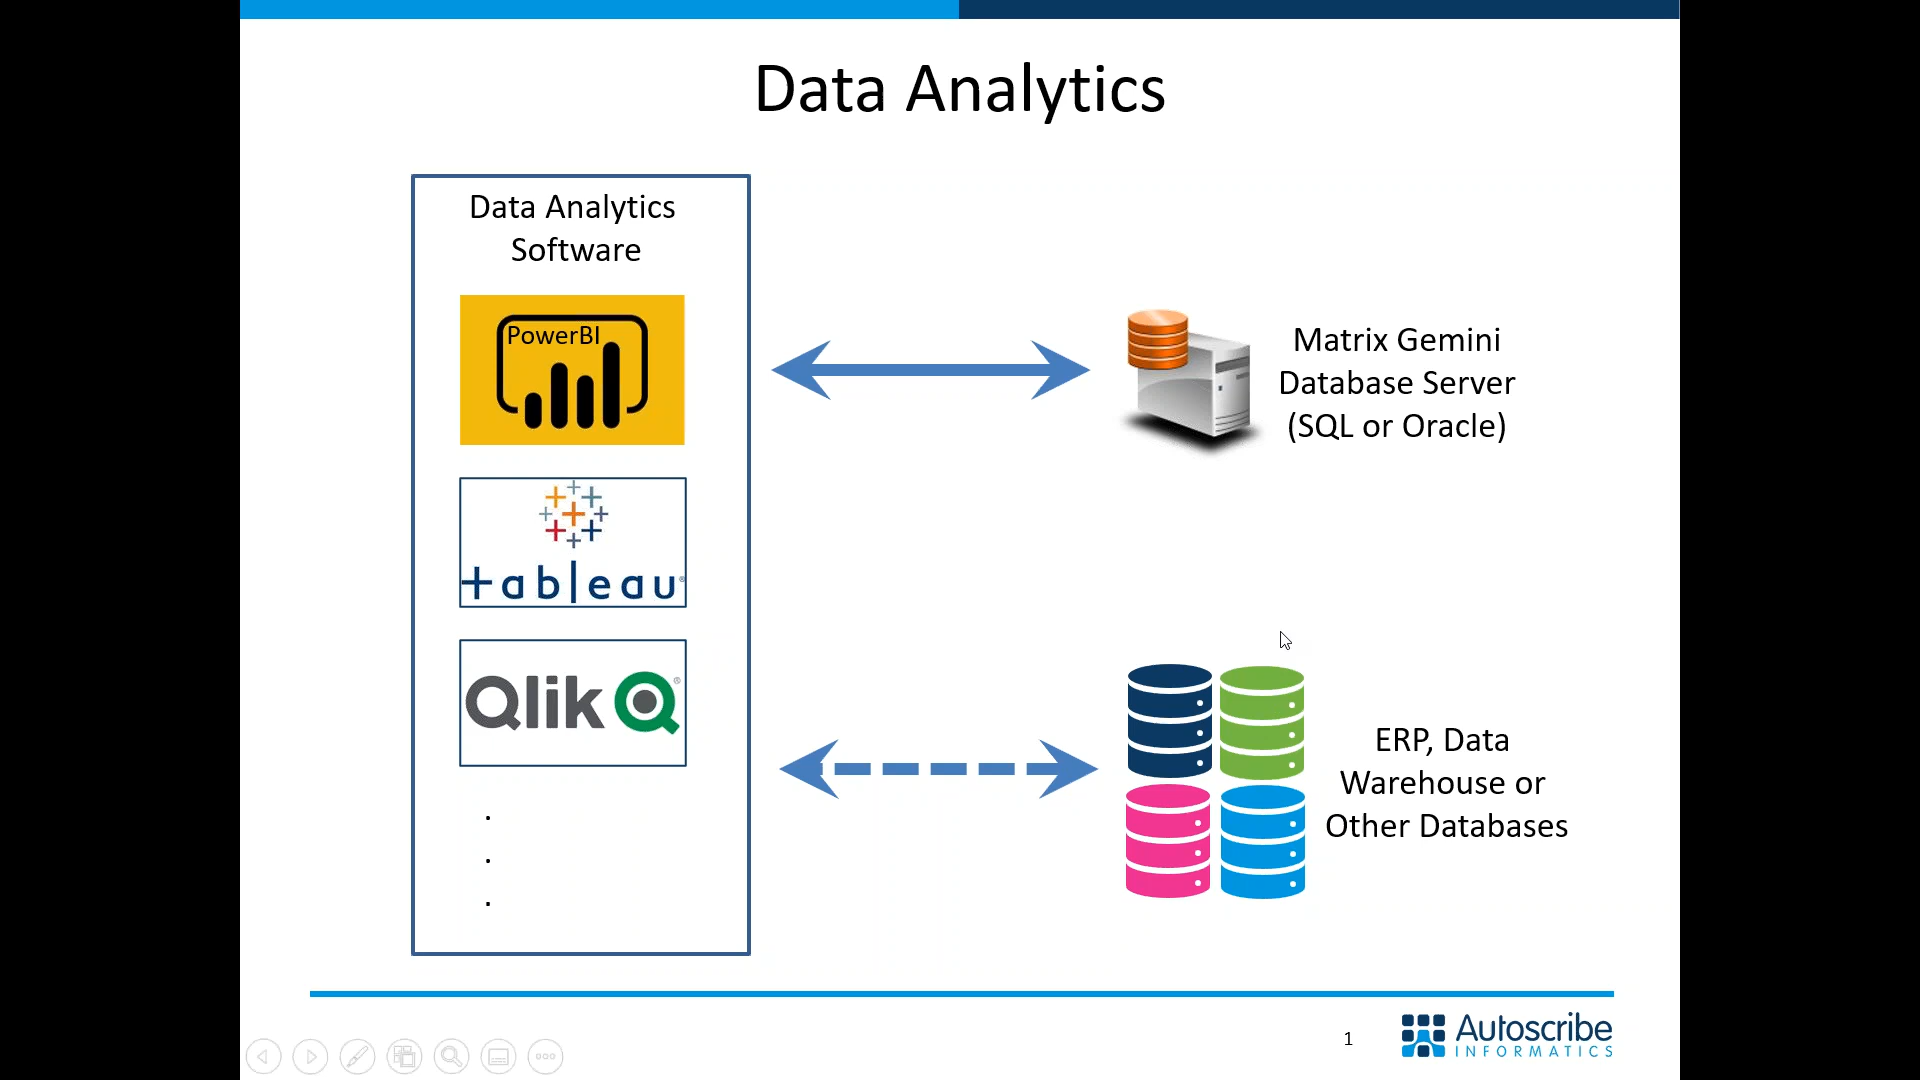 Data Analytics
Data Analytics
Software
PowerBI
+ableau®
Qlik Q®
.
.
.
Matrix Gemini
Database Server
(SQL or Oracle)
ERP, Data
Warehouse or
Other Databases
1
Autoscribe
INFORMATICS